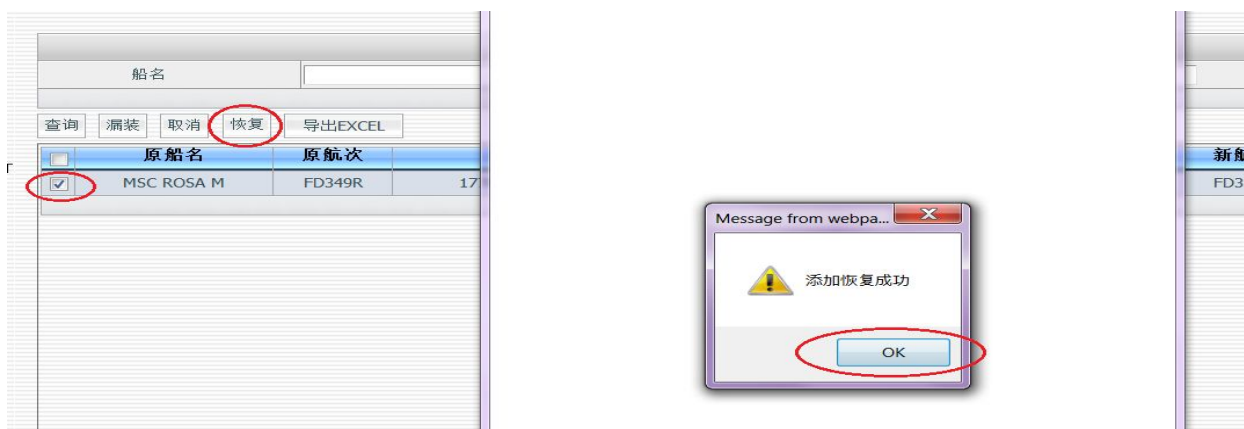 船名
查询 漏装 取消 恢复 导出EXCEL
原船名 原航次
MSC ROSA M FD349R 17
Message from webpa...
添加恢复成功
OK
新
FD3